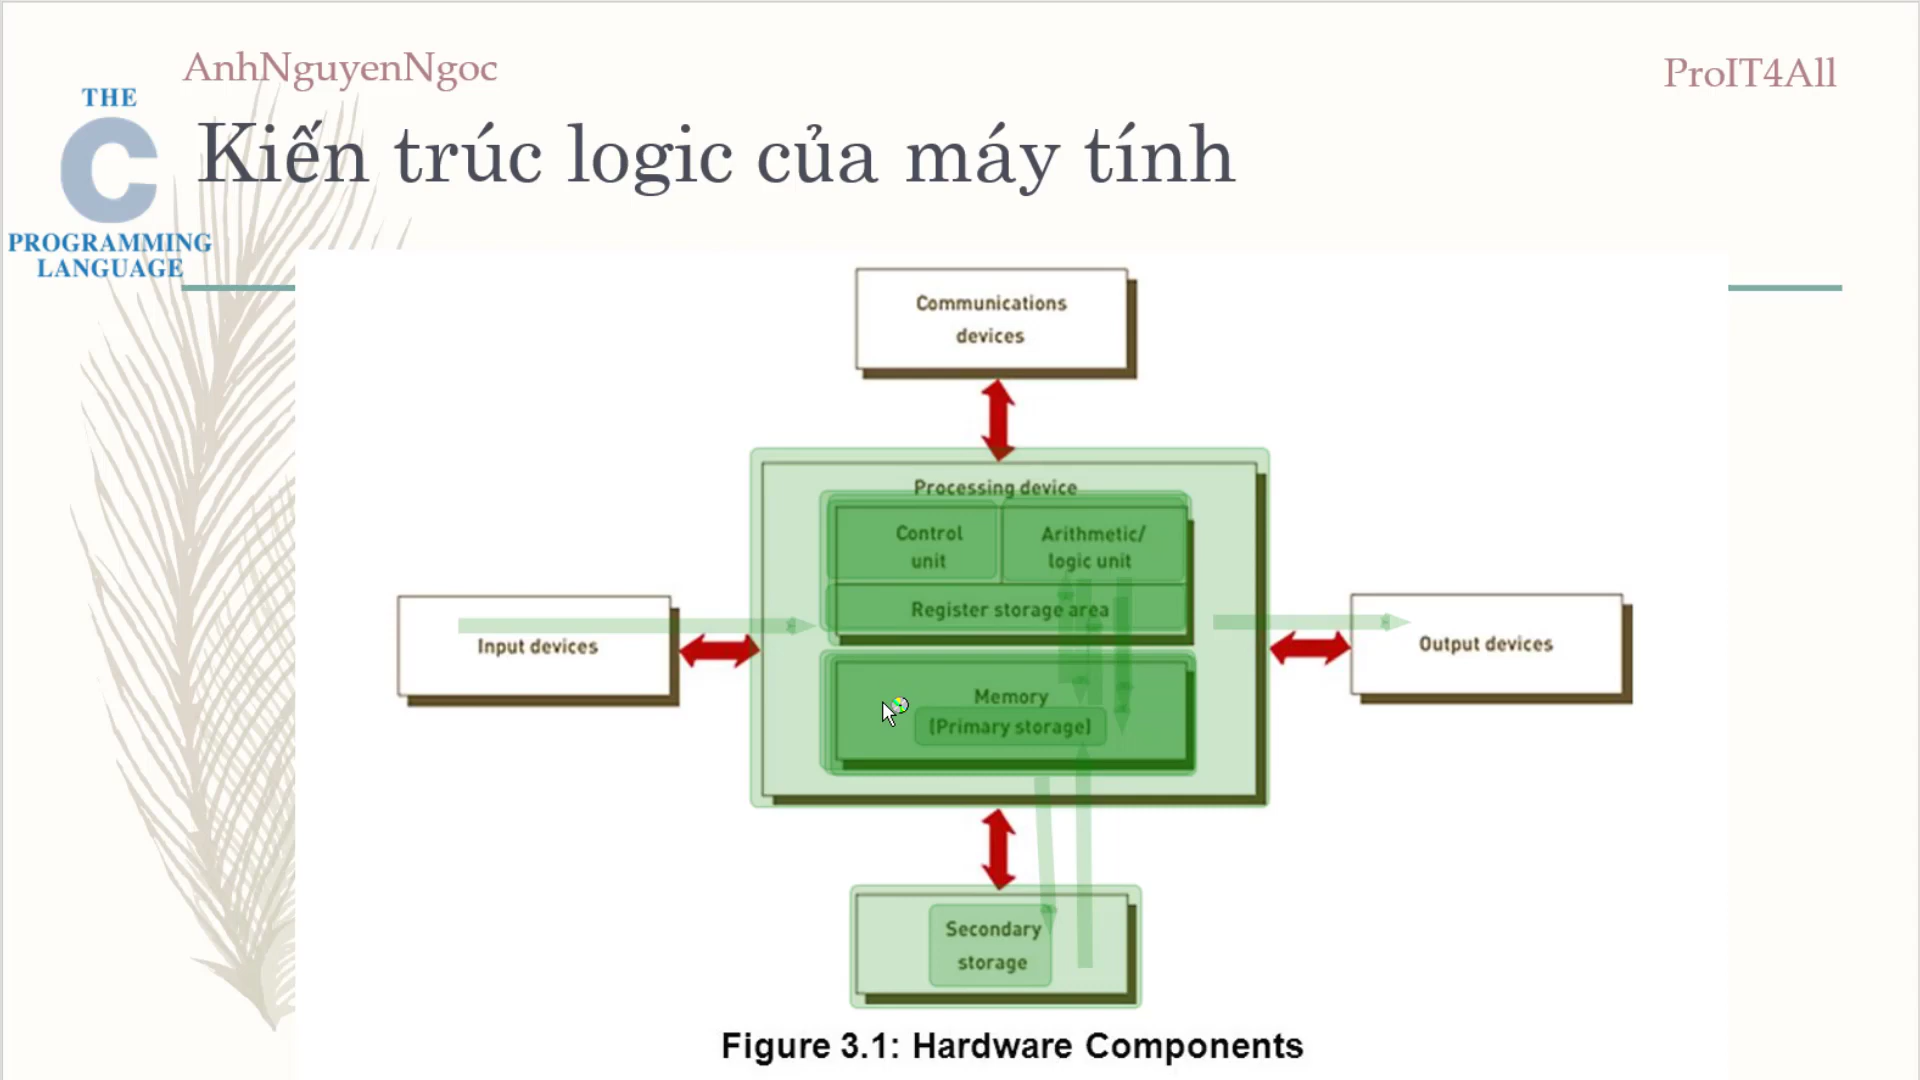 AnhNguyenNgoc
ProIT4All
THE
C
PROGRAMMING
LANGUAGE
Kiến trúc logic của máy tính
Communications
devices
Processing device
Control
unit
Arithmetic/
logic unit
Register storage area
Input devices
Output devices
Memory
(Primary storage)
Secondary
storage
Figure 3.1: Hardware Components